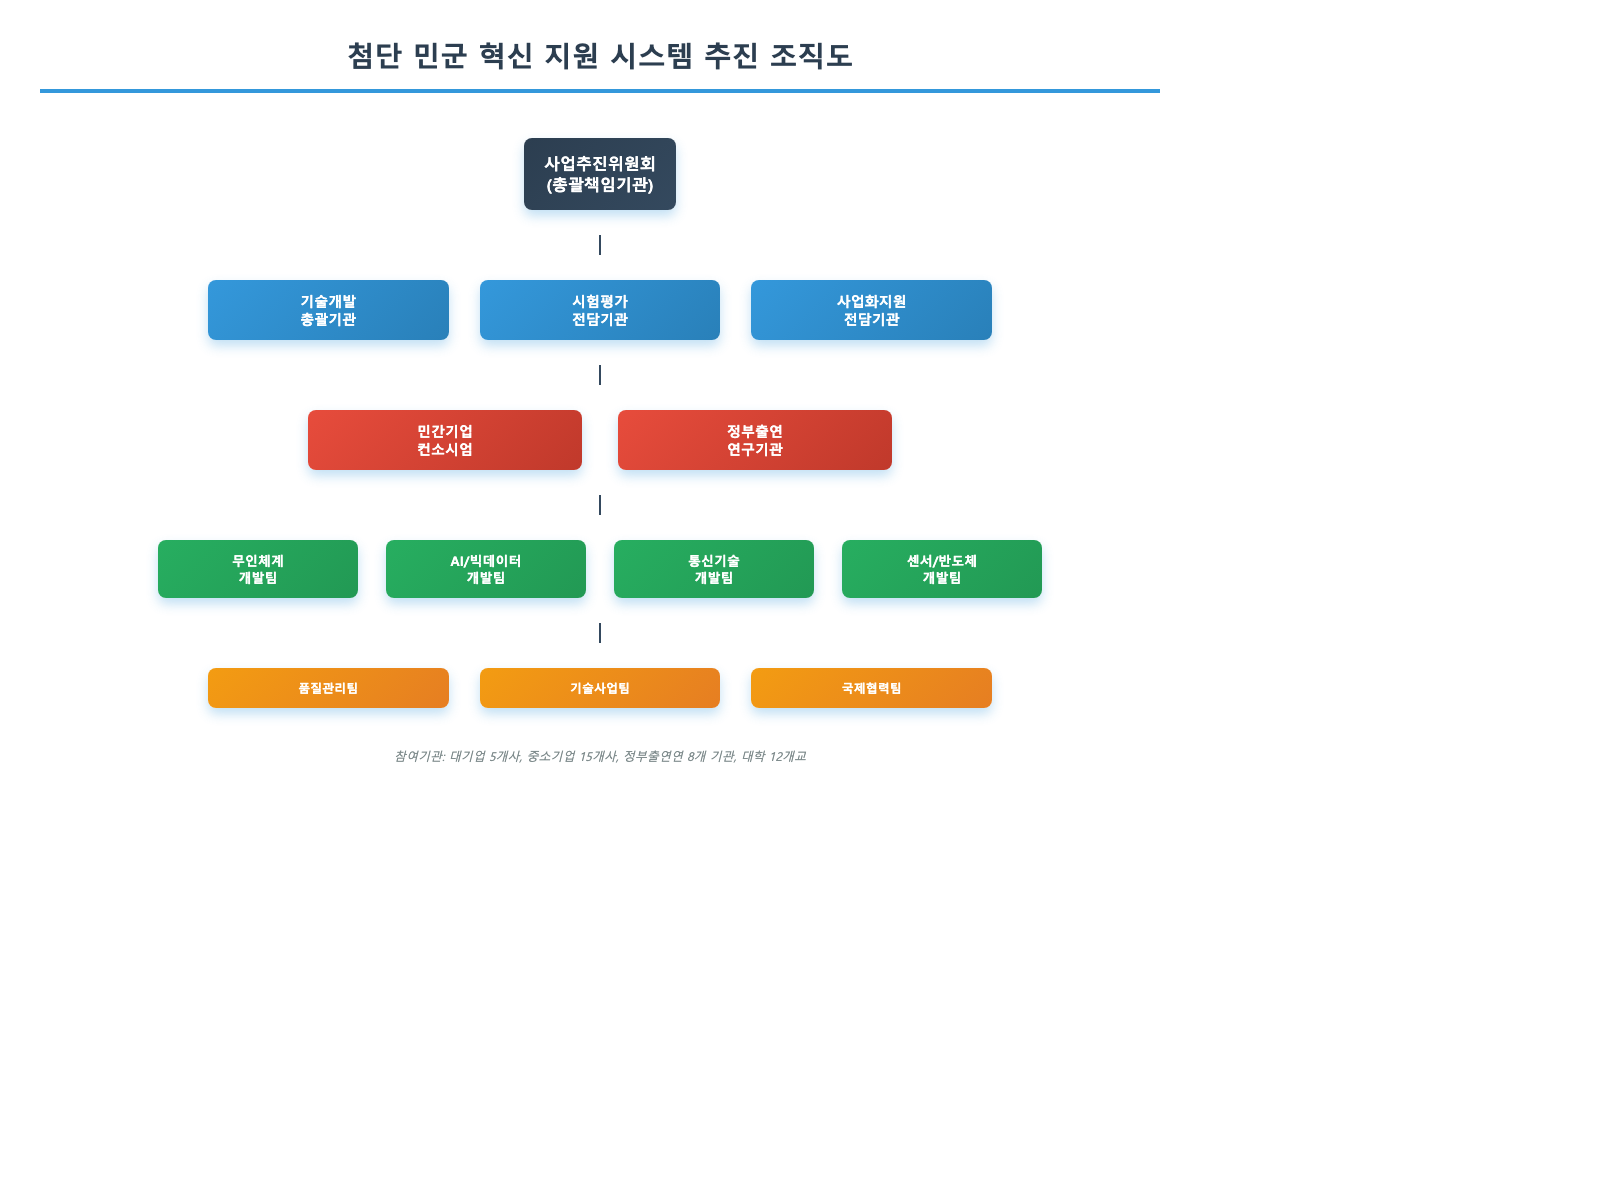 첨단 민군 혁신 지원 시스템 추진 조직도
사업추진위원회
(총괄책임기관)
기술개발
총괄기관
시험평가
전담기관
사업화지원
전담기관
민간기업
컨소시엄
정부출연
연구기관
무인체계
개발팀
AI/빅데이터
개발팀
통신기술
개발팀
센서/반도체
개발팀
품질관리팀
기술사업팀
국제협력팀
참여기관: 대기업 5개사, 중소기업 15개사, 정부출연연 8개 기관, 대학 12개교